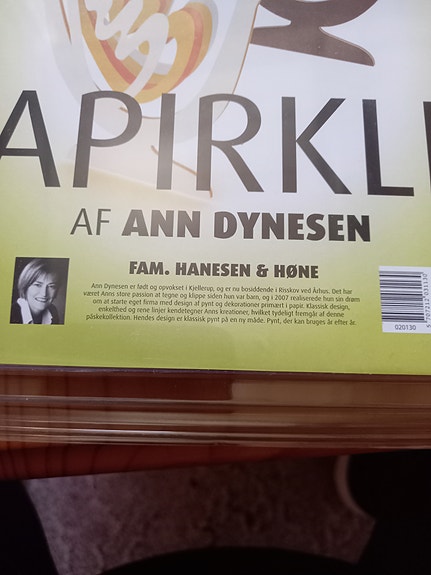 APIRKLI
AF ANN DYNESEN
FAM. HANESEN & HØNE
Ann Dynesen er født og opvokset i Kjellerup, og er nu bosiddende i Risskov ved Århus. Det har
været Anns store passion at tegne og klippe siden hun var barn, og i 2007 realiserede hun sin drøm
om at starte eget firma med design af pynt og dekorationer primært i papir. Klassisk design,
enkelthed og rene linjer kendetegner Anns kreationer, hvilket tydeligt fremgår af denne
påskekollektion. Hendes design er klassisk pynt på en ny måde. Pynt, der kan bruges år efter år.
020130